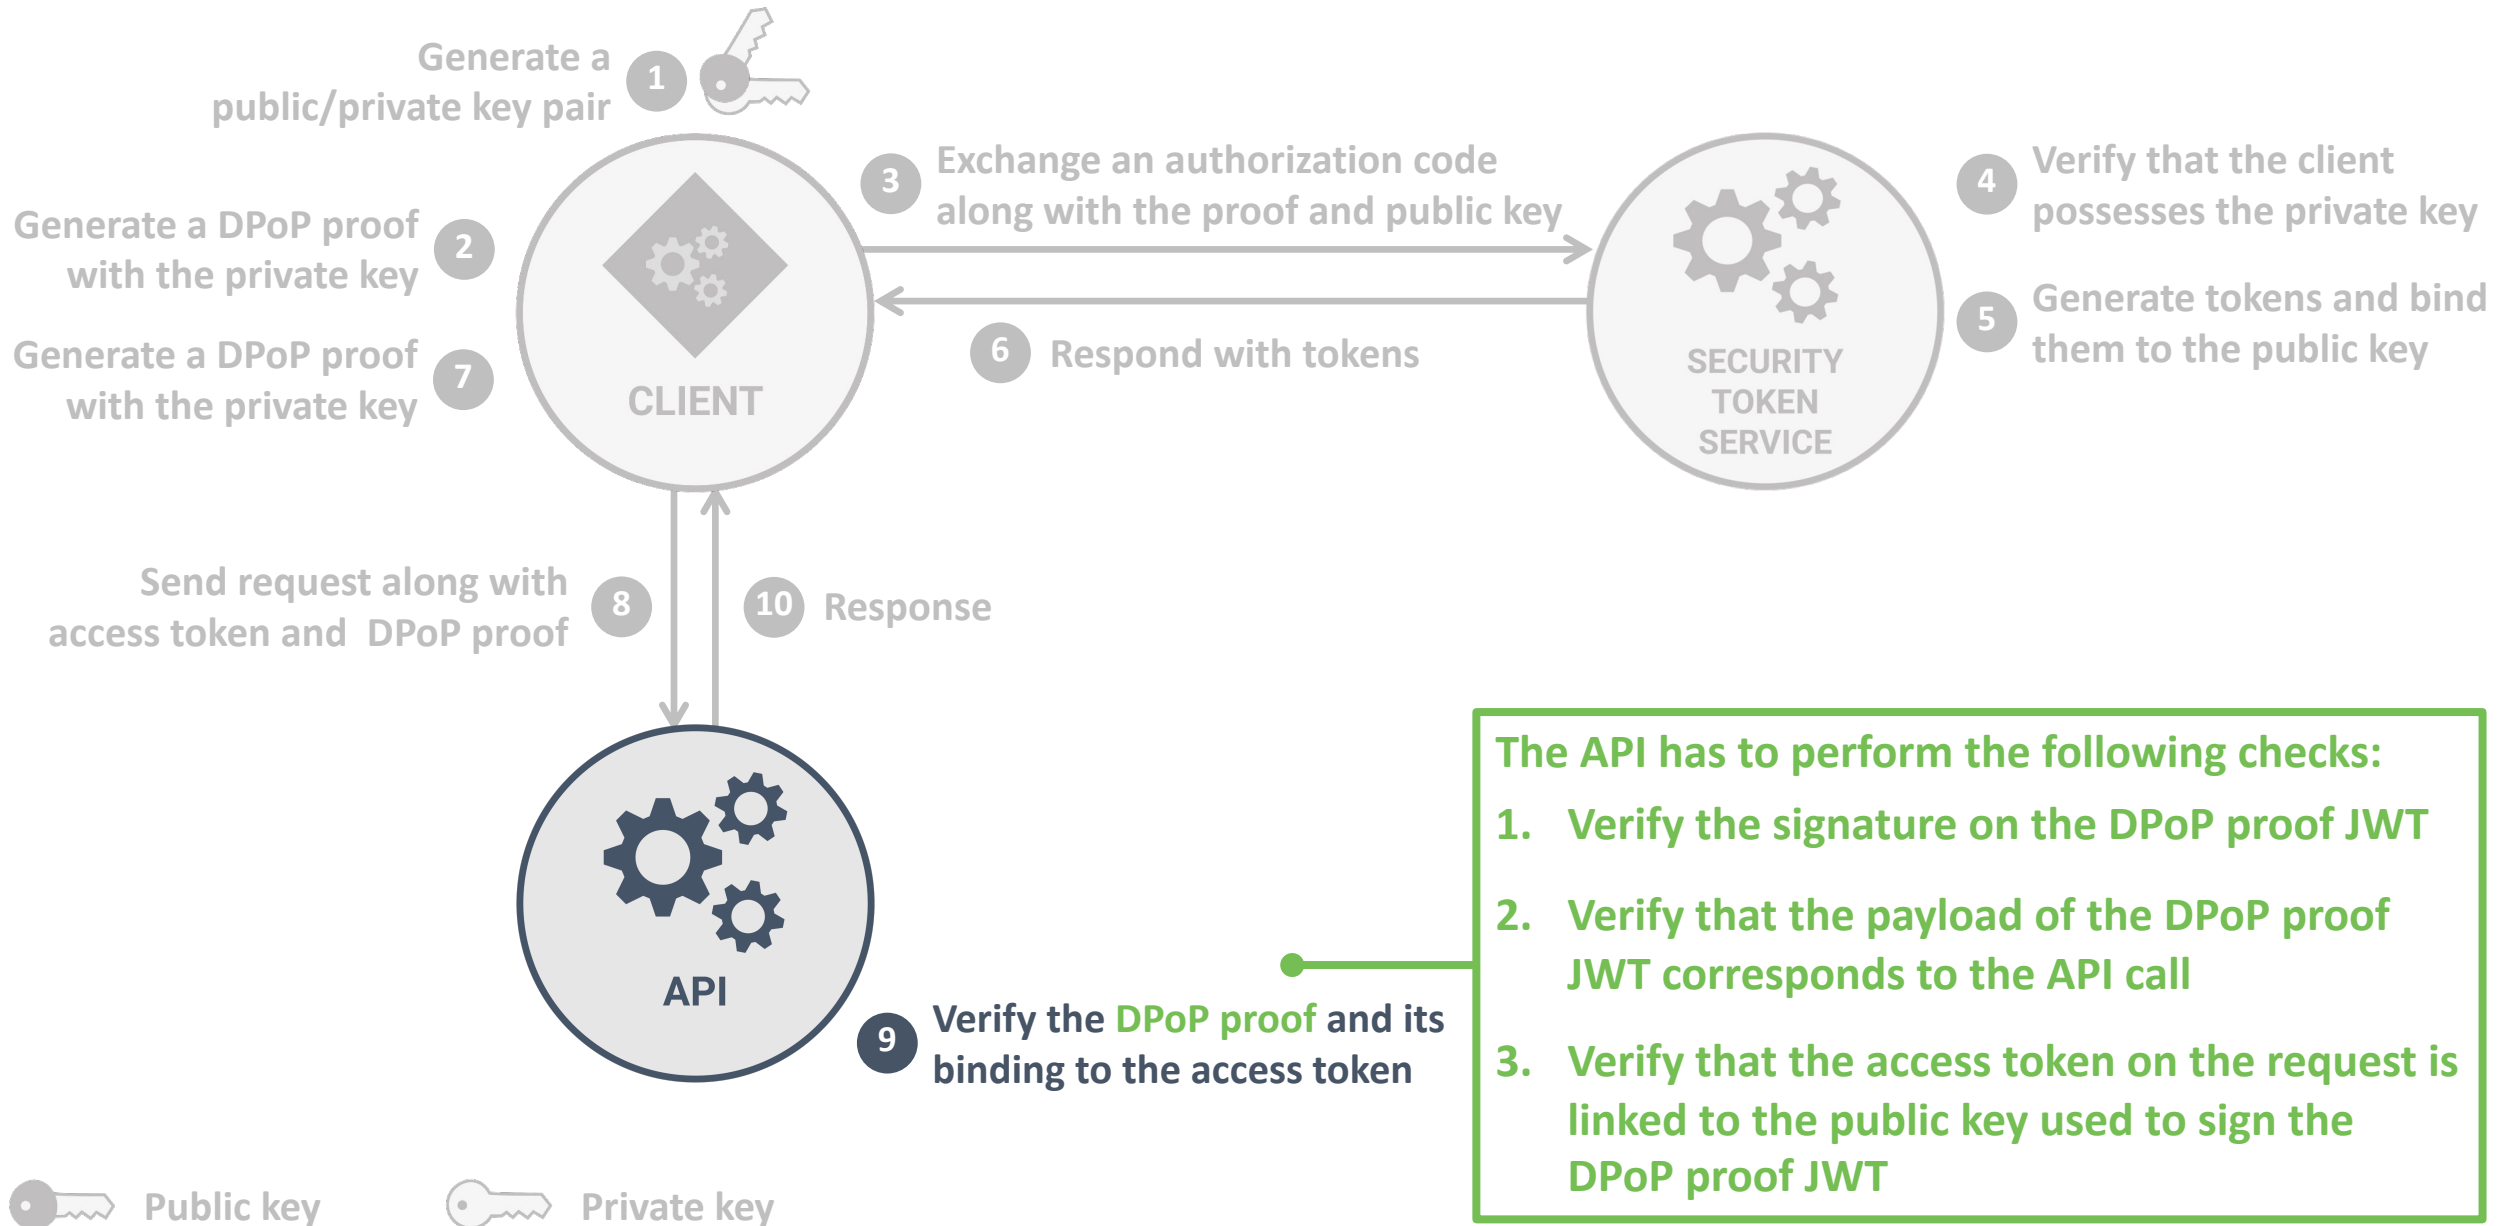 Generate a
public/private key pair
1
3
Exchange an authorization code
along with the proof and public key
4
Verify that the client
possesses the private key
Generate a DPoP proof
with the private key
2
5
Generate tokens and bind
them to the public key
6
Respond with tokens
Generate a DPoP proof
with the private key
7
CLIENT
SECURITY
TOKEN
SERVICE
Send request along with
access token and  DPoP proof
8
10
Response
API
9
Verify the DPoP proof and its
binding to the access token
The API has to perform the following checks:
1. Verify the signature on the DPoP proof JWT
2. Verify that the payload of the DPoP proof
JWT corresponds to the API call
3. Verify that the access token on the request is
linked to the public key used to sign the
DPoP proof JWT
Public key
Private key